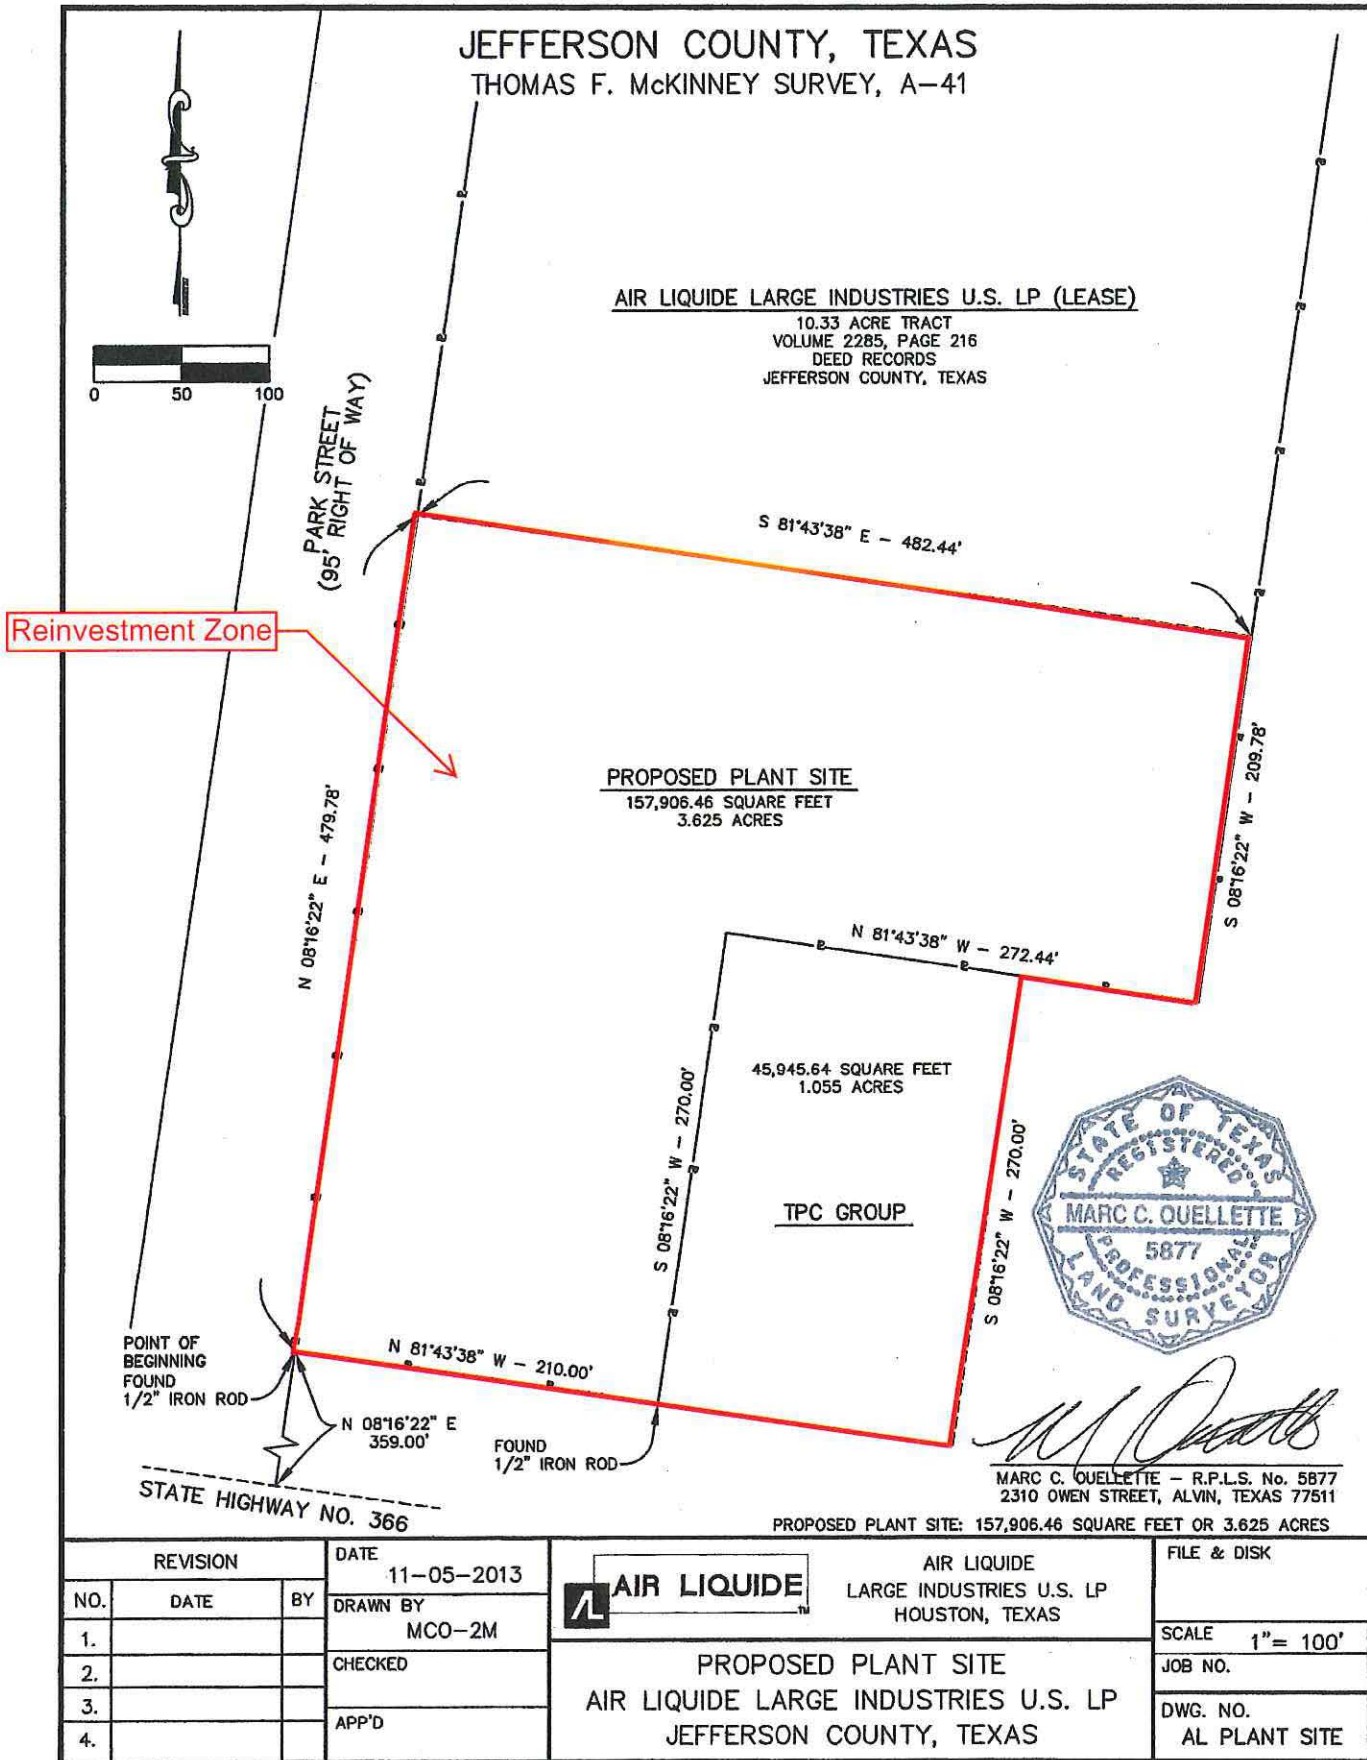 JEFFERSON COUNTY, TEXAS
THOMAS F. McKINNEY SURVEY, A-41
0 50 100
PARK STREET
(95' RIGHT OF WAY)
AIR LIQUIDE LARGE INDUSTRIES U.S. LP (LEASE)
10.33 ACRE TRACT
VOLUME 2285, PAGE 216
DEED RECORDS
JEFFERSON COUNTY, TEXAS
S 81°43'38" E - 482.44'
Reinvestment Zone
PROPOSED PLANT SITE
157,906.46 SQUARE FEET
3.625 ACRES
S 08°16'22" W - 209.78'
N 08°16'22" E - 479.78'
N 81°43'38" W - 272.44'
45,945.64 SQUARE FEET
1.055 ACRES
S 08°16'22" W - 270.00'
TPC GROUP
S 08°16'22" W - 270.00'
STATE OF TEXAS
REGISTERED
MARC C. OUELLETTE
5877
PROFESSIONAL
LAND SURVEYOR
POINT OF
BEGINNING
FOUND
1/2" IRON ROD
N 81°43'38" W - 210.00'
N 08°16'22" E
359.00'
FOUND
1/2" IRON ROD
STATE HIGHWAY NO. 366
MARC C. OUELLETTE - R.P.L.S. No. 5877
2310 OWEN STREET, ALVIN, TEXAS 77511
PROPOSED PLANT SITE: 157,906.46 SQUARE FEET OR 3.625 ACRES
REVISION
NO. DATE BY
1.
2.
3.
4.
DATE
11-05-2013
DRAWN BY
MCO-2M
CHECKED
APP'D
AIR LIQUIDE TM
AIR LIQUIDE
LARGE INDUSTRIES U.S. LP
HOUSTON, TEXAS
PROPOSED PLANT SITE
AIR LIQUIDE LARGE INDUSTRIES U.S. LP
JEFFERSON COUNTY, TEXAS
FILE & DISK
SCALE 1"= 100'
JOB NO.
DWG. NO.
AL PLANT SITE